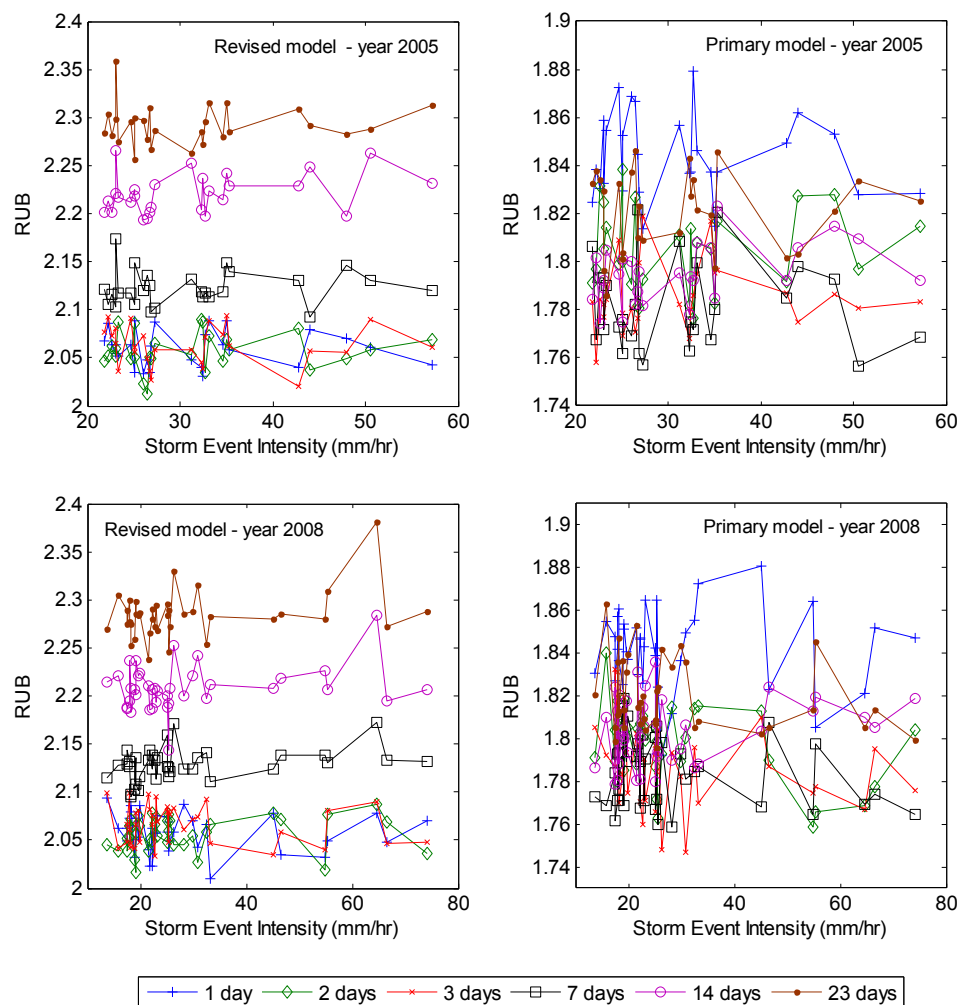 Revised model - year 2005
2.4
2.35
2.3
2.25
2.2
2.15
2.1
2.05
2
RUB
20 30 40 50 60
Storm Event Intensity (mm/hr)
Primary model - year 2005
1.9
1.88
1.86
1.84
1.82
1.8
1.78
1.76
1.74
RUB
20 30 40 50 60
Storm Event Intensity (mm/hr)
Revised model - year 2008
2.4
2.35
2.3
2.25
2.2
2.15
2.1
2.05
2
RUB
20 40 60 80
Storm Event Intensity (mm/hr)
Primary model - year 2008
1.9
1.88
1.86
1.84
1.82
1.8
1.78
1.76
1.74
RUB
20 40 60 80
Storm Event Intensity (mm/hr)
1 day 2 days 3 days 7 days 14 days 23 days